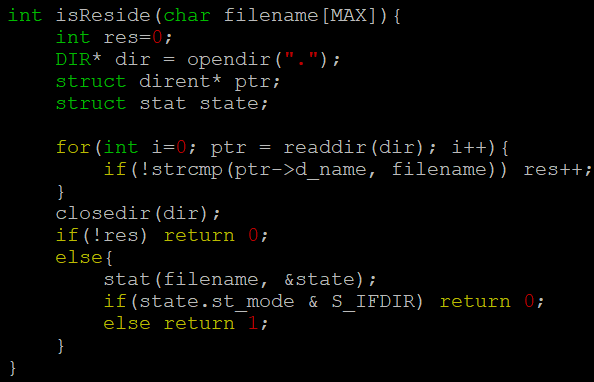 int isReside(char filename[MAX]){
    int res=0;
    DIR* dir = opendir(".");
    struct dirent* ptr;
    struct stat state;

    for(int i=0; ptr = readdir(dir); i++){
        if(!strcmp(ptr->d_name, filename)) res++;
    }
    closedir(dir);
    if(!res) return 0;
    else{
        stat(filename, &state);
        if(state.st_mode & S_IFDIR) return 0;
        else return 1;
    }
}